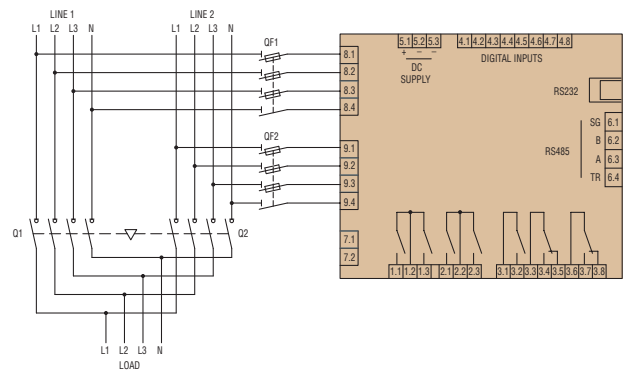 LINE 1 LINE 2
L1 L2 L3 N L1 L2 L3 N
QF1
QF2
8.1
8.2
8.3
8.4
9.1
9.2
9.3
9.4
7.1
7.2
5.1 5.2 5.3
+ – –
DC
SUPPLY
4.1 4.2 4.3 4.4 4.5 4.6 4.7 4.8
DIGITAL INPUTS
RS232
RS485
SG 6.1
B 6.2
A 6.3
TR 6.4
Q1 Q2
1.1 1.2 1.3 2.1 2.2 2.3 3.1 3.2 3.3 3.4 3.5 3.6 3.7 3.8
L1 L2 L3 N
LOAD